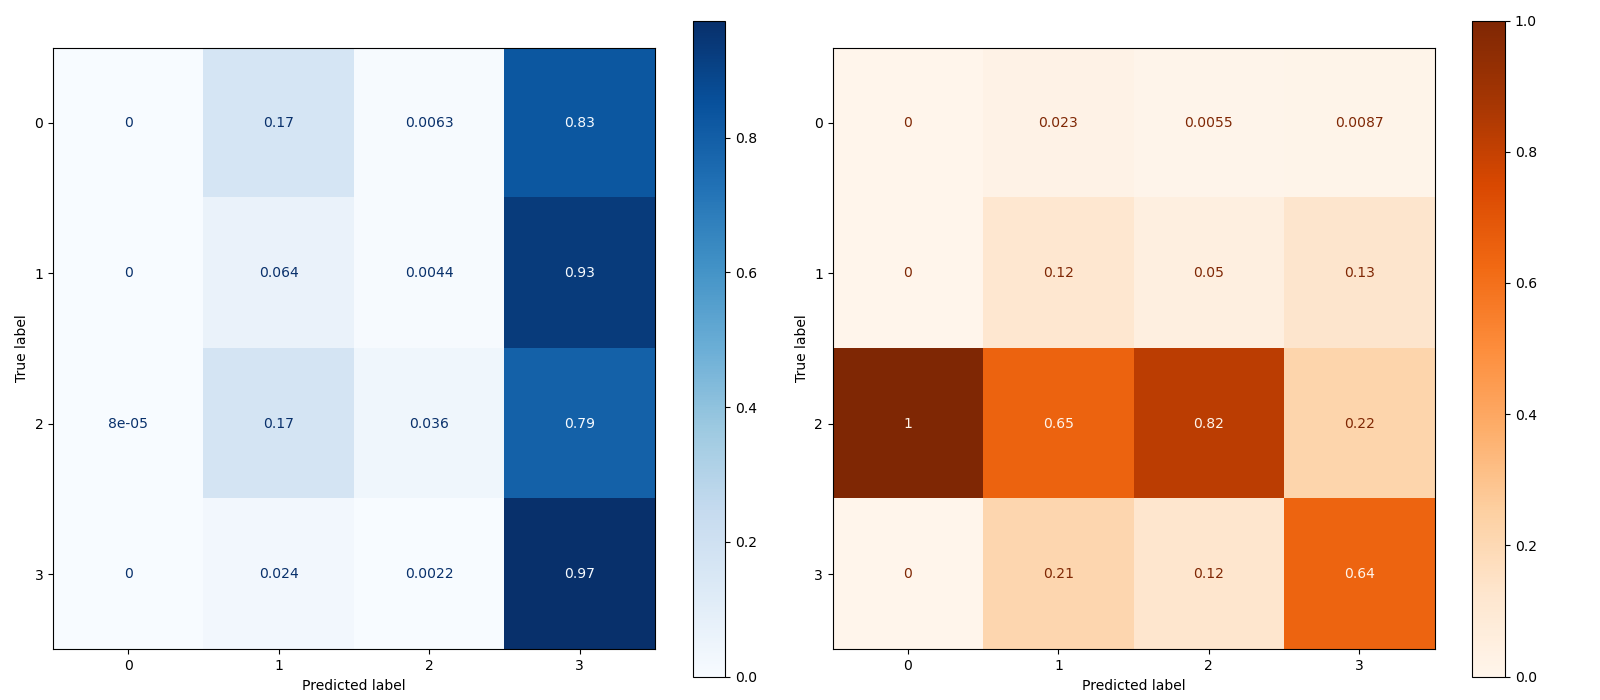 0 0 0.17 0.0063 0.83
1 0 0.064 0.0044 0.93
2 8e-05 0.17 0.036 0.79
3 0 0.024 0.0022 0.97
0 1 2 3
True label
Predicted label
0.8
0.6
0.4
0.2
0.0
0 0 0.023 0.0055 0.0087
1 0 0.12 0.05 0.13
2 1 0.65 0.82 0.22
3 0 0.21 0.12 0.64
0 1 2 3
True label
Predicted label
1.0
0.8
0.6
0.4
0.2
0.0